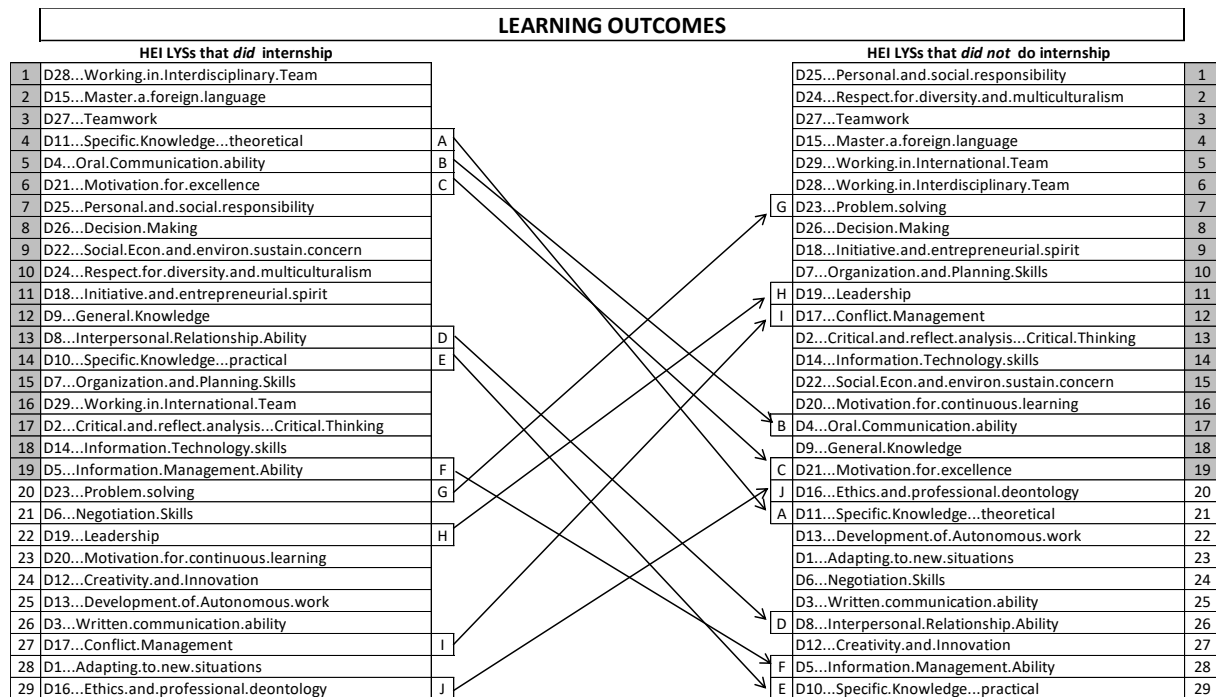 LEARNING OUTCOMES
HEI LYSs that did internship HEI LYSs that did not do internship
1 D28...Working.in.Interdisciplinary.Team D25...Personal.and.social.responsibility 1
2 D15...Master.a.foreign.language D24...Respect.for.diversity.and.multiculturalism 2
3 D27...Teamwork D27...Teamwork 3
4 D11...Specific.Knowledge...theoretical A D15...Master.a.foreign.language 4
5 D4...Oral.Communication.ability B D29...Working.in.International.Team 5
6 D21...Motivation.for.excellence C D28...Working.in.Interdisciplinary.Team 6
7 D25...Personal.and.social.responsibility G D23...Problem.solving 7
8 D26...Decision.Making D26...Decision.Making 8
9 D22...Social.Econ.and.environ.sustain.concern D18...Initiative.and.entrepreneurial.spirit 9
10 D24...Respect.for.diversity.and.multiculturalism D7...Organization.and.Planning.Skills 10
11 D18...Initiative.and.entrepreneurial.spirit H D19...Leadership 11
12 D9...General.Knowledge I D17...Conflict.Management 12
13 D8...Interpersonal.Relationship.Ability D D2...Critical.and.reflect.analysis...Critical.Thinking 13
14 D10...Specific.Knowledge...practical E D14...Information.Technology.skills 14
15 D7...Organization.and.Planning.Skills D22...Social.Econ.and.environ.sustain.concern 15
16 D29...Working.in.International.Team D20...Motivation.for.continuous.learning 16
17 D2...Critical.and.reflect.analysis...Critical.Thinking B D4...Oral.Communication.ability 17
18 D14...Information.Technology.skills D9...General.Knowledge 18
19 D5...Information.Management.Ability F C D21...Motivation.for.excellence 19
20 D23...Problem.solving G J D16...Ethics.and.professional.deontology 20
21 D6...Negotiation.Skills A D11...Specific.Knowledge...theoretical 21
22 D19...Leadership H D13...Development.of.Autonomous.work 22
23 D20...Motivation.for.continuous.learning D1...Adapting.to.new.situations 23
24 D12...Creativity.and.Innovation D6...Negotiation.Skills 24
25 D13...Development.of.Autonomous.work D3...Written.communication.ability 25
26 D3...Written.communication.ability D D8...Interpersonal.Relationship.Ability 26
27 D17...Conflict.Management I D12...Creativity.and.Innovation 27
28 D1...Adapting.to.new.situations F D5...Information.Management.Ability 28
29 D16...Ethics.and.professional.deontology J E D10...Specific.Knowledge...practical 29